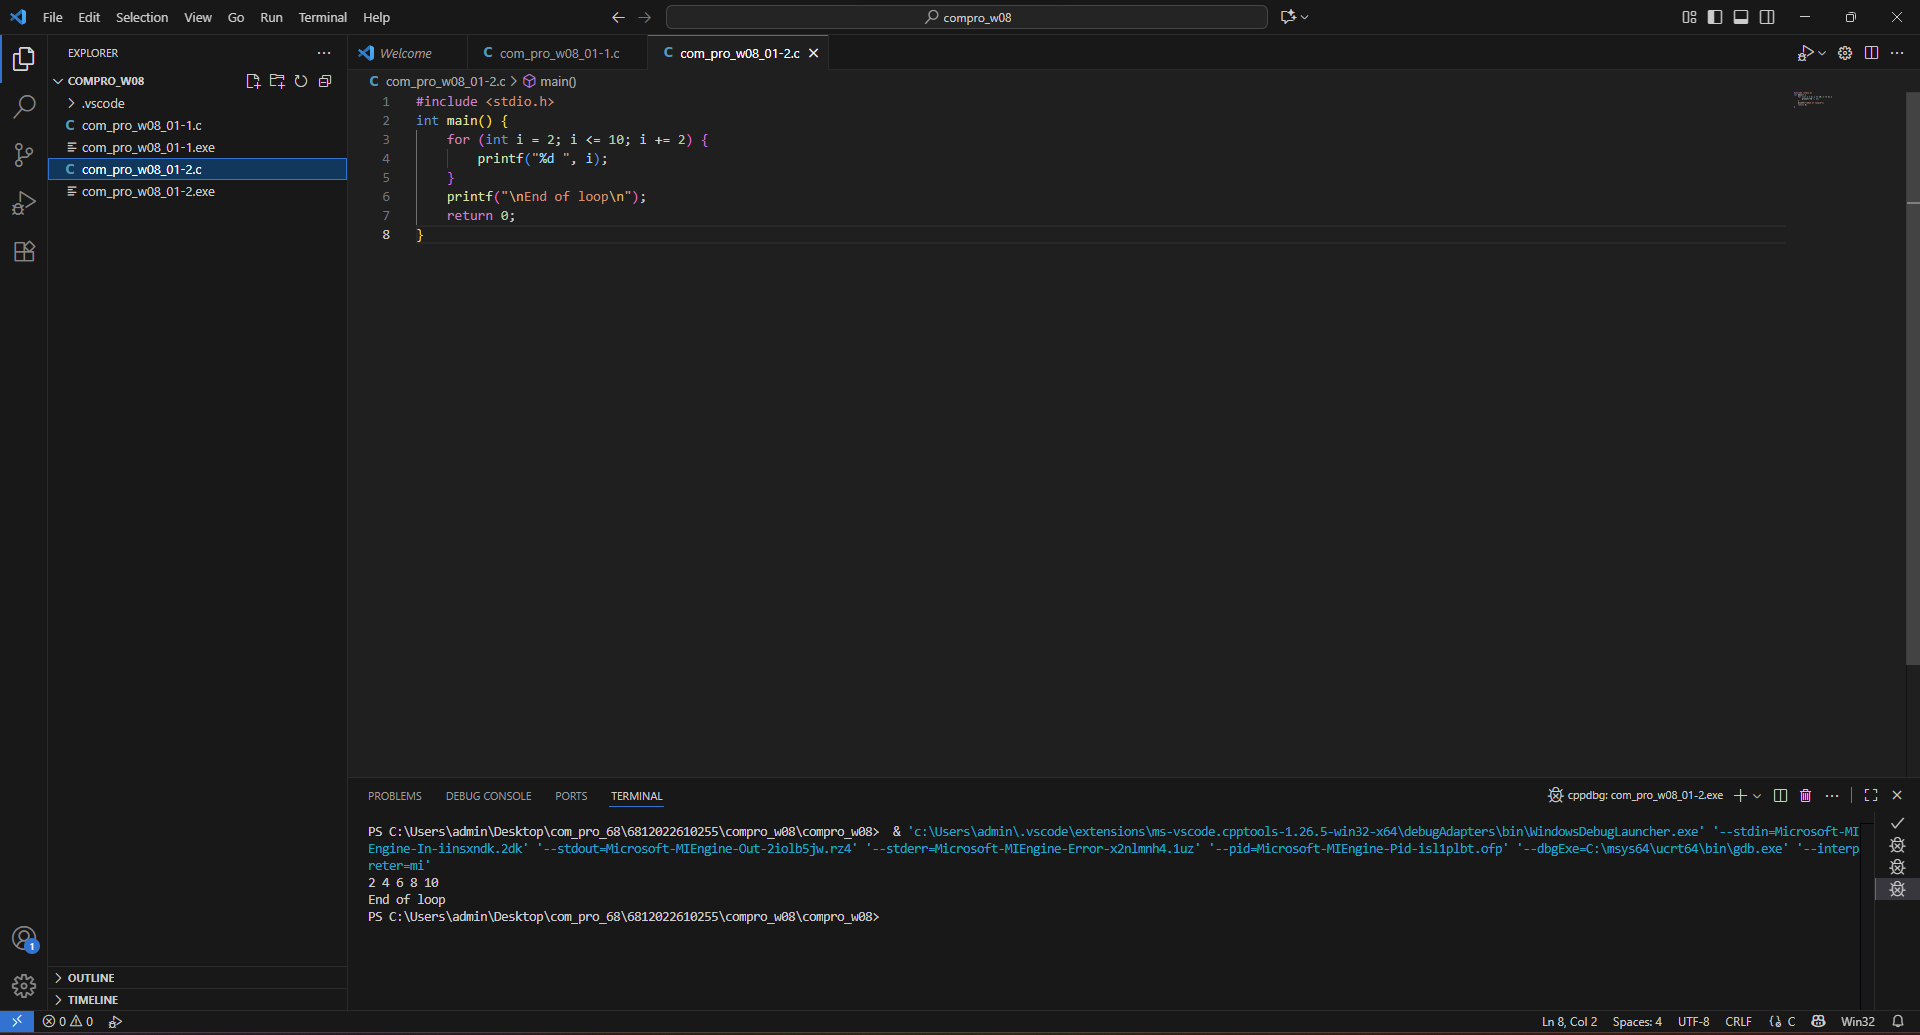 File Edit Selection View Go Run Terminal Help
compro_w08
EXPLORER
COMPRO_W08
.vscode
C com_pro_w08_01-1.c
com_pro_w08_01-1.exe
C com_pro_w08_01-2.c
com_pro_w08_01-2.exe
OUTLINE
TIMELINE
Welcome
C com_pro_w08_01-1.c
C com_pro_w08_01-2.c
C com_pro_w08_01-2.c > main()
1 #include <stdio.h>
2 int main() {
3 for (int i = 2; i <= 10; i += 2) {
4 printf("%d ", i);
5 }
6 printf("\nEnd of loop\n");
7 return 0;
8 }
PROBLEMS DEBUG CONSOLE PORTS TERMINAL
cppdbg: com_pro_w08_01-2.exe
PS C:\Users\admin\Desktop\com_pro_68\6812022610255\compro_w08\compro_w08> & 'c:\Users\admin\.vscode\extensions\ms-vscode.cpptools-1.26.5-win32-x64\debugAdapters\bin\WindowsDebugLauncher.exe' '--stdin=Microsoft-MI
Engine-In-iinsxndk.2dk' '--stdout=Microsoft-MIEngine-Out-2iolb5jw.rz4' '--stderr=Microsoft-MIEngine-Error-x2nlmnh4.1uz' '--pid=Microsoft-MIEngine-Pid-isl1plbt.ofp' '--dbgExe=C:\msys64\ucrt64\bin\gdb.exe' '--interp
reter=mi'
2 4 6 8 10
End of loop
PS C:\Users\admin\Desktop\com_pro_68\6812022610255\compro_w08\compro_w08>
1
0 0
Ln 8, Col 2 Spaces: 4 UTF-8 CRLF {} C Win32